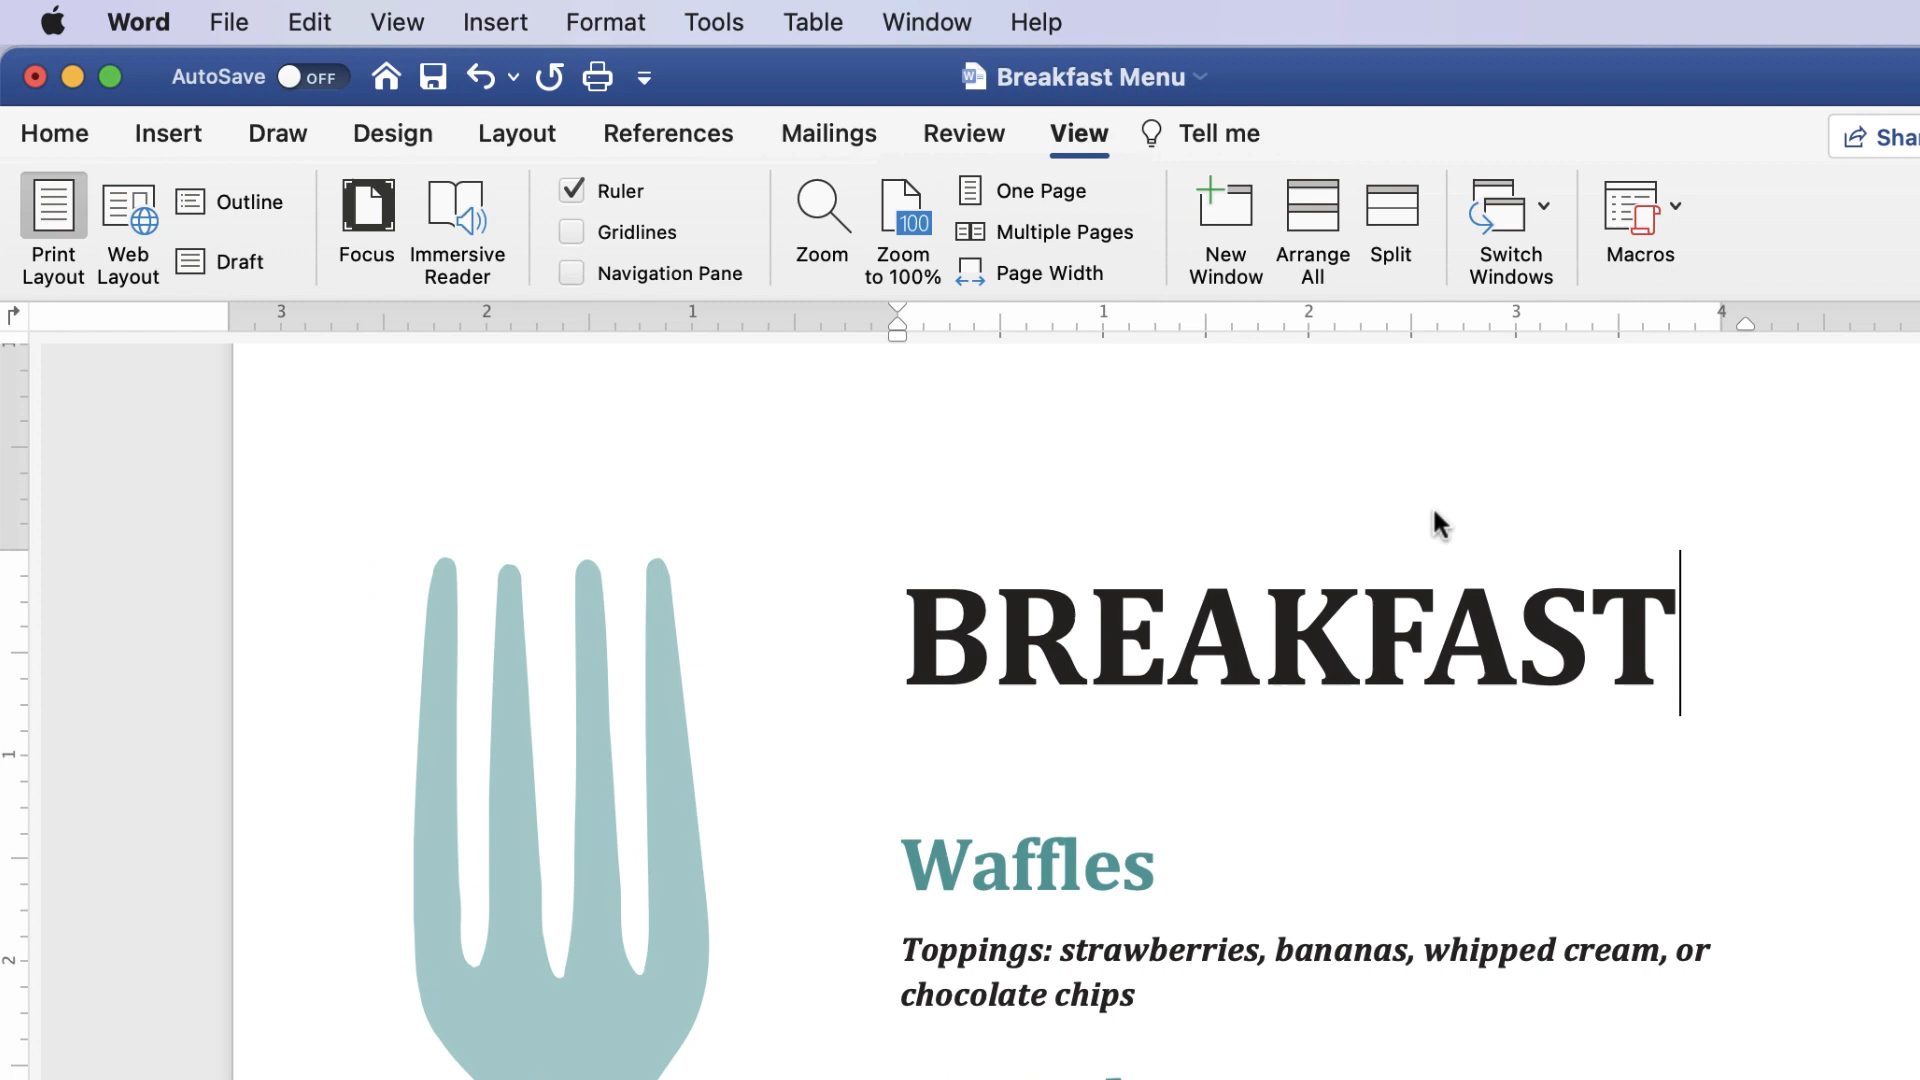 Word File Edit View Insert Format Tools Table Window Help
AutoSave OFF Breakfast Menu
Home Insert Draw Design Layout References Mailings Review View Tell me
Print Layout
Web Layout
Outline
Draft
Focus
Immersive Reader
Ruler
Gridlines
Navigation Pane
Zoom
100
Zoom to 100%
One Page
Multiple Pages
Page Width
New Window
Arrange All
Split
Switch Windows
Macros
3 2 1 1 2 3 4
1
2
BREAKFAST
Waffles
Toppings: strawberries, bananas, whipped cream, or
chocolate chips